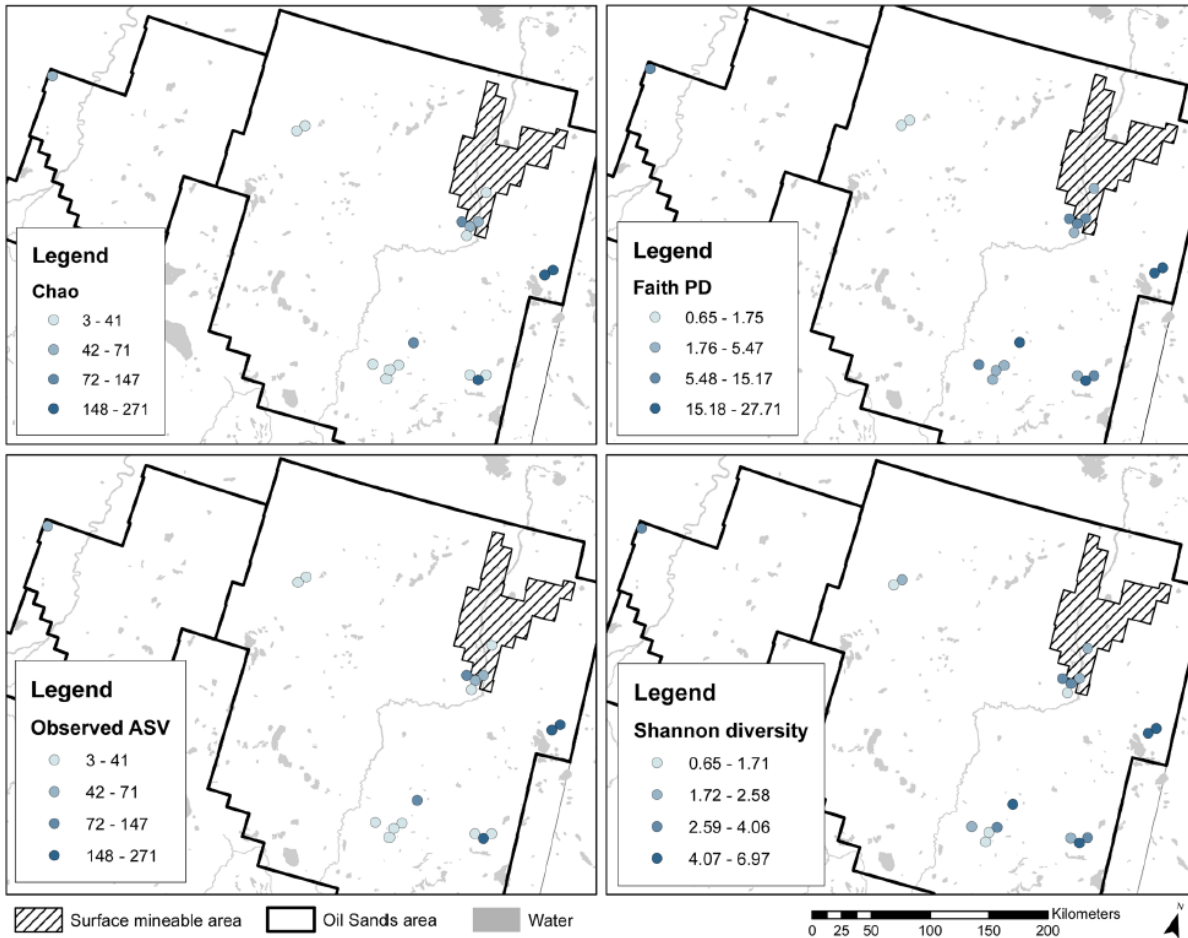 Legend
Chao
3 - 41
42 - 71
72 - 147
148 - 271
Legend
Faith PD
0.65 - 1.75
1.76 - 5.47
5.48 - 15.17
15.18 - 27.71
Legend
Observed ASV
3 - 41
42 - 71
72 - 147
148 - 271
Legend
Shannon diversity
0.65 - 1.71
1.72 - 2.58
2.59 - 4.06
4.07 - 6.97
Surface mineable area
Oil Sands area
Water
Kilometers
0 25 50 100 150 200
N